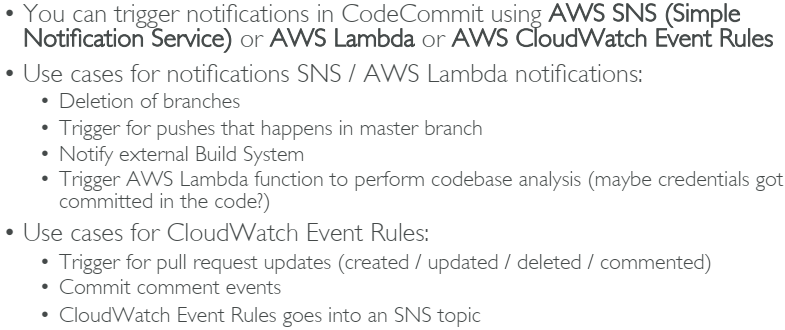 • You can trigger notifications in CodeCommit using AWS SNS (Simple
Notification Service) or AWS Lambda or AWS CloudWatch Event Rules
• Use cases for notifications SNS / AWS Lambda notifications:
• Deletion of branches
• Trigger for pushes that happens in master branch
• Notify external Build System
• Trigger AWS Lambda function to perform codebase analysis (maybe credentials got
committed in the code?)
• Use cases for CloudWatch Event Rules:
• Trigger for pull request updates (created / updated / deleted / commented)
• Commit comment events
• CloudWatch Event Rules goes into an SNS topic